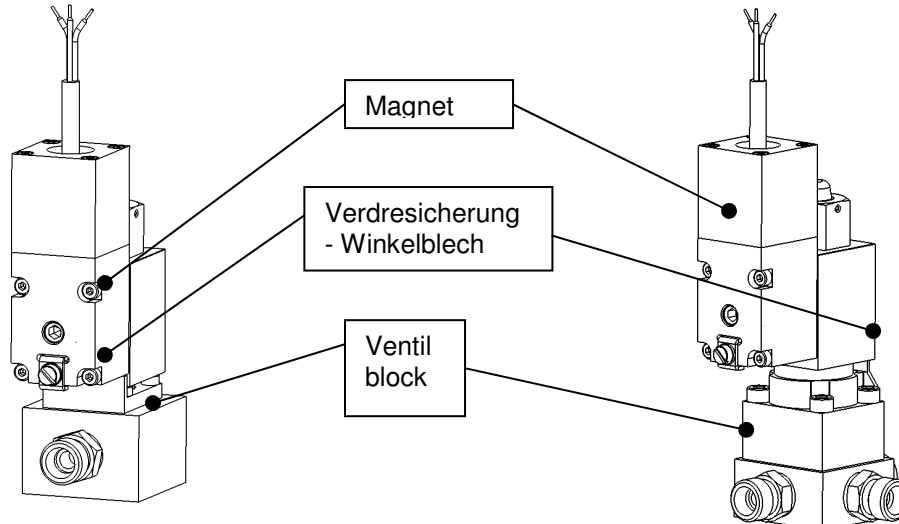 Magnet
Verdresicherung
- Winkelblech
Ventil
block